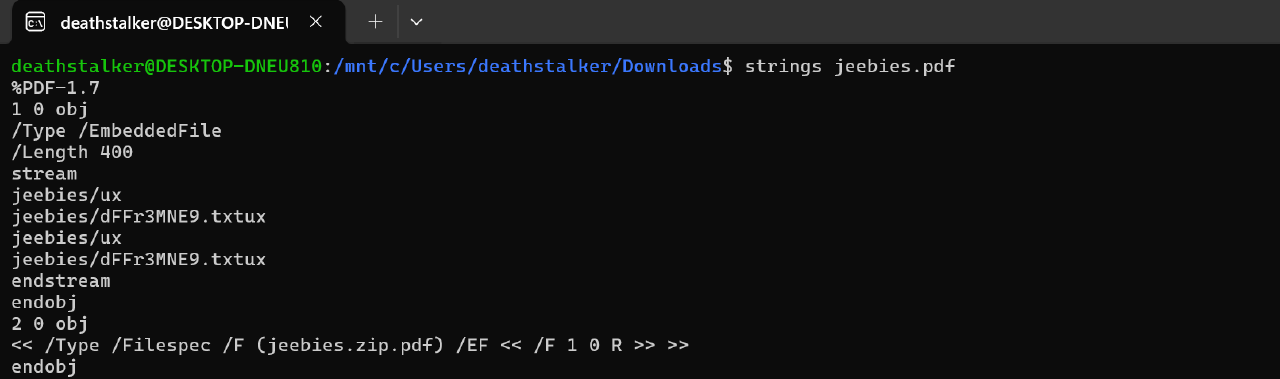 deathstalker@DESKTOP-DNEU
deathstalker@DESKTOP-DNEU810:/mnt/c/Users/deathstalker/Downloads$ strings jeebies.pdf
%PDF-1.7
1 0 obj
/Type /EmbeddedFile
/Length 400
stream
jeebies/ux
jeebies/dFFr3MNE9.txtux
jeebies/ux
jeebies/dFFr3MNE9.txtux
endstream
endobj
2 0 obj
<< /Type /Filespec /F (jeebies.zip.pdf) /EF << /F 1 0 R >> >>
endobj